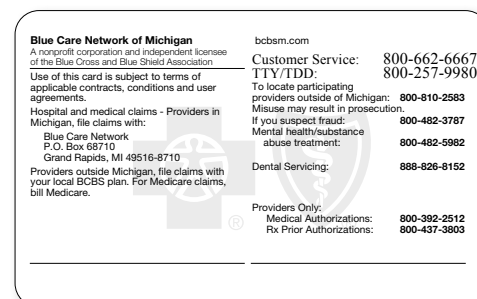 Blue Care Network of Michigan
A nonprofit corporation and independent licensee
of the Blue Cross and Blue Shield Association
Use of this card is subject to terms of
applicable contracts, conditions and user
agreements.
Hospital and medical claims - Providers in
Michigan, file claims with:
Blue Care Network
P.O. Box 68710
Grand Rapids, MI 49516-8710
Providers outside Michigan, file claims with
your local BCBS plan. For Medicare claims,
bill Medicare.
bcbsm.com
Customer Service: 800-662-6667
TTY/TDD: 800-257-9980
To locate participating
providers outside of Michigan: 800-810-2583
Misuse may result in prosecution.
If you suspect fraud: 800-482-3787
Mental health/substance
abuse treatment: 800-482-5982
Dental Servicing: 888-826-8152
Providers Only:
Medical Authorizations: 800-392-2512
Rx Prior Authorizations: 800-437-3803
®